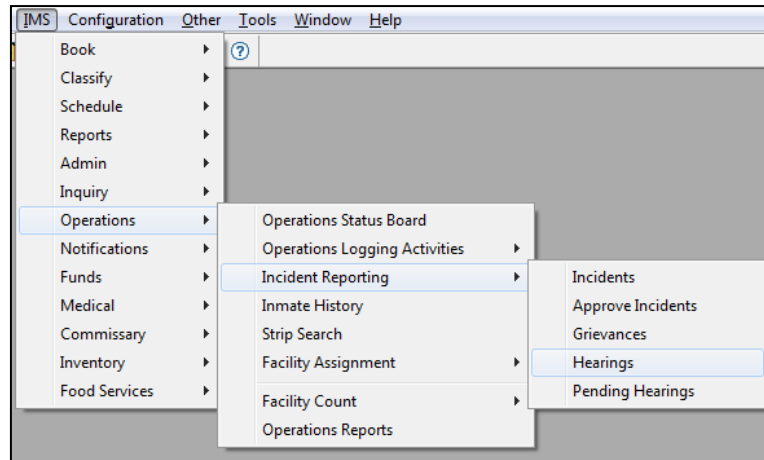 IMS Configuration Other Tools Window Help
Book
Classify
Schedule
Reports
Admin
Inquiry
Operations
Notifications
Funds
Medical
Commissary
Inventory
Food Services
Operations Status Board
Operations Logging Activities
Incident Reporting
Inmate History
Strip Search
Facility Assignment
Facility Count
Operations Reports
Incidents
Approve Incidents
Grievances
Hearings
Pending Hearings